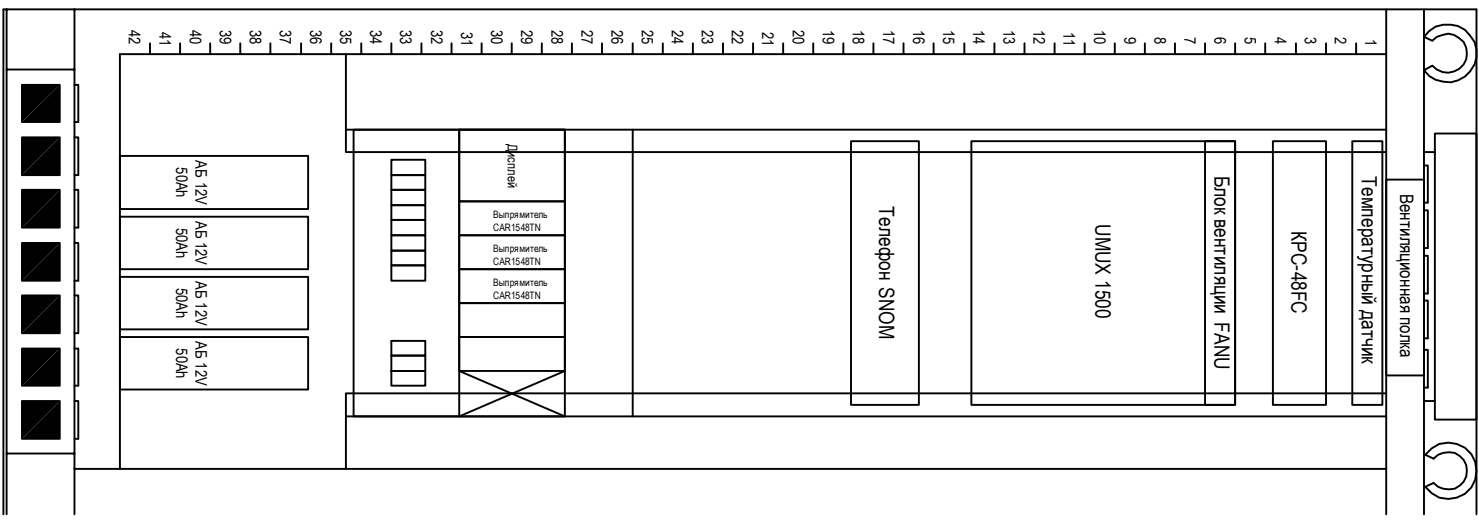 Вентиляционная полка
1
2
3
4
5
6
7
8
9
10
11
12
13
14
15
16
17
18
19
20
21
22
23
24
25
26
27
28
29
30
31
32
33
34
35
36
37
38
39
40
41
42
Температурный датчик
КРС-48FC
Блок вентиляции FANU
UMUX 1500
Телефон SNOM
Дисплей
Выпрямитель
CAR1548TN
Выпрямитель
CAR1548TN
Выпрямитель
CAR1548TN
АБ 12V
50Ah
АБ 12V
50Ah
АБ 12V
50Ah
АБ 12V
50Ah